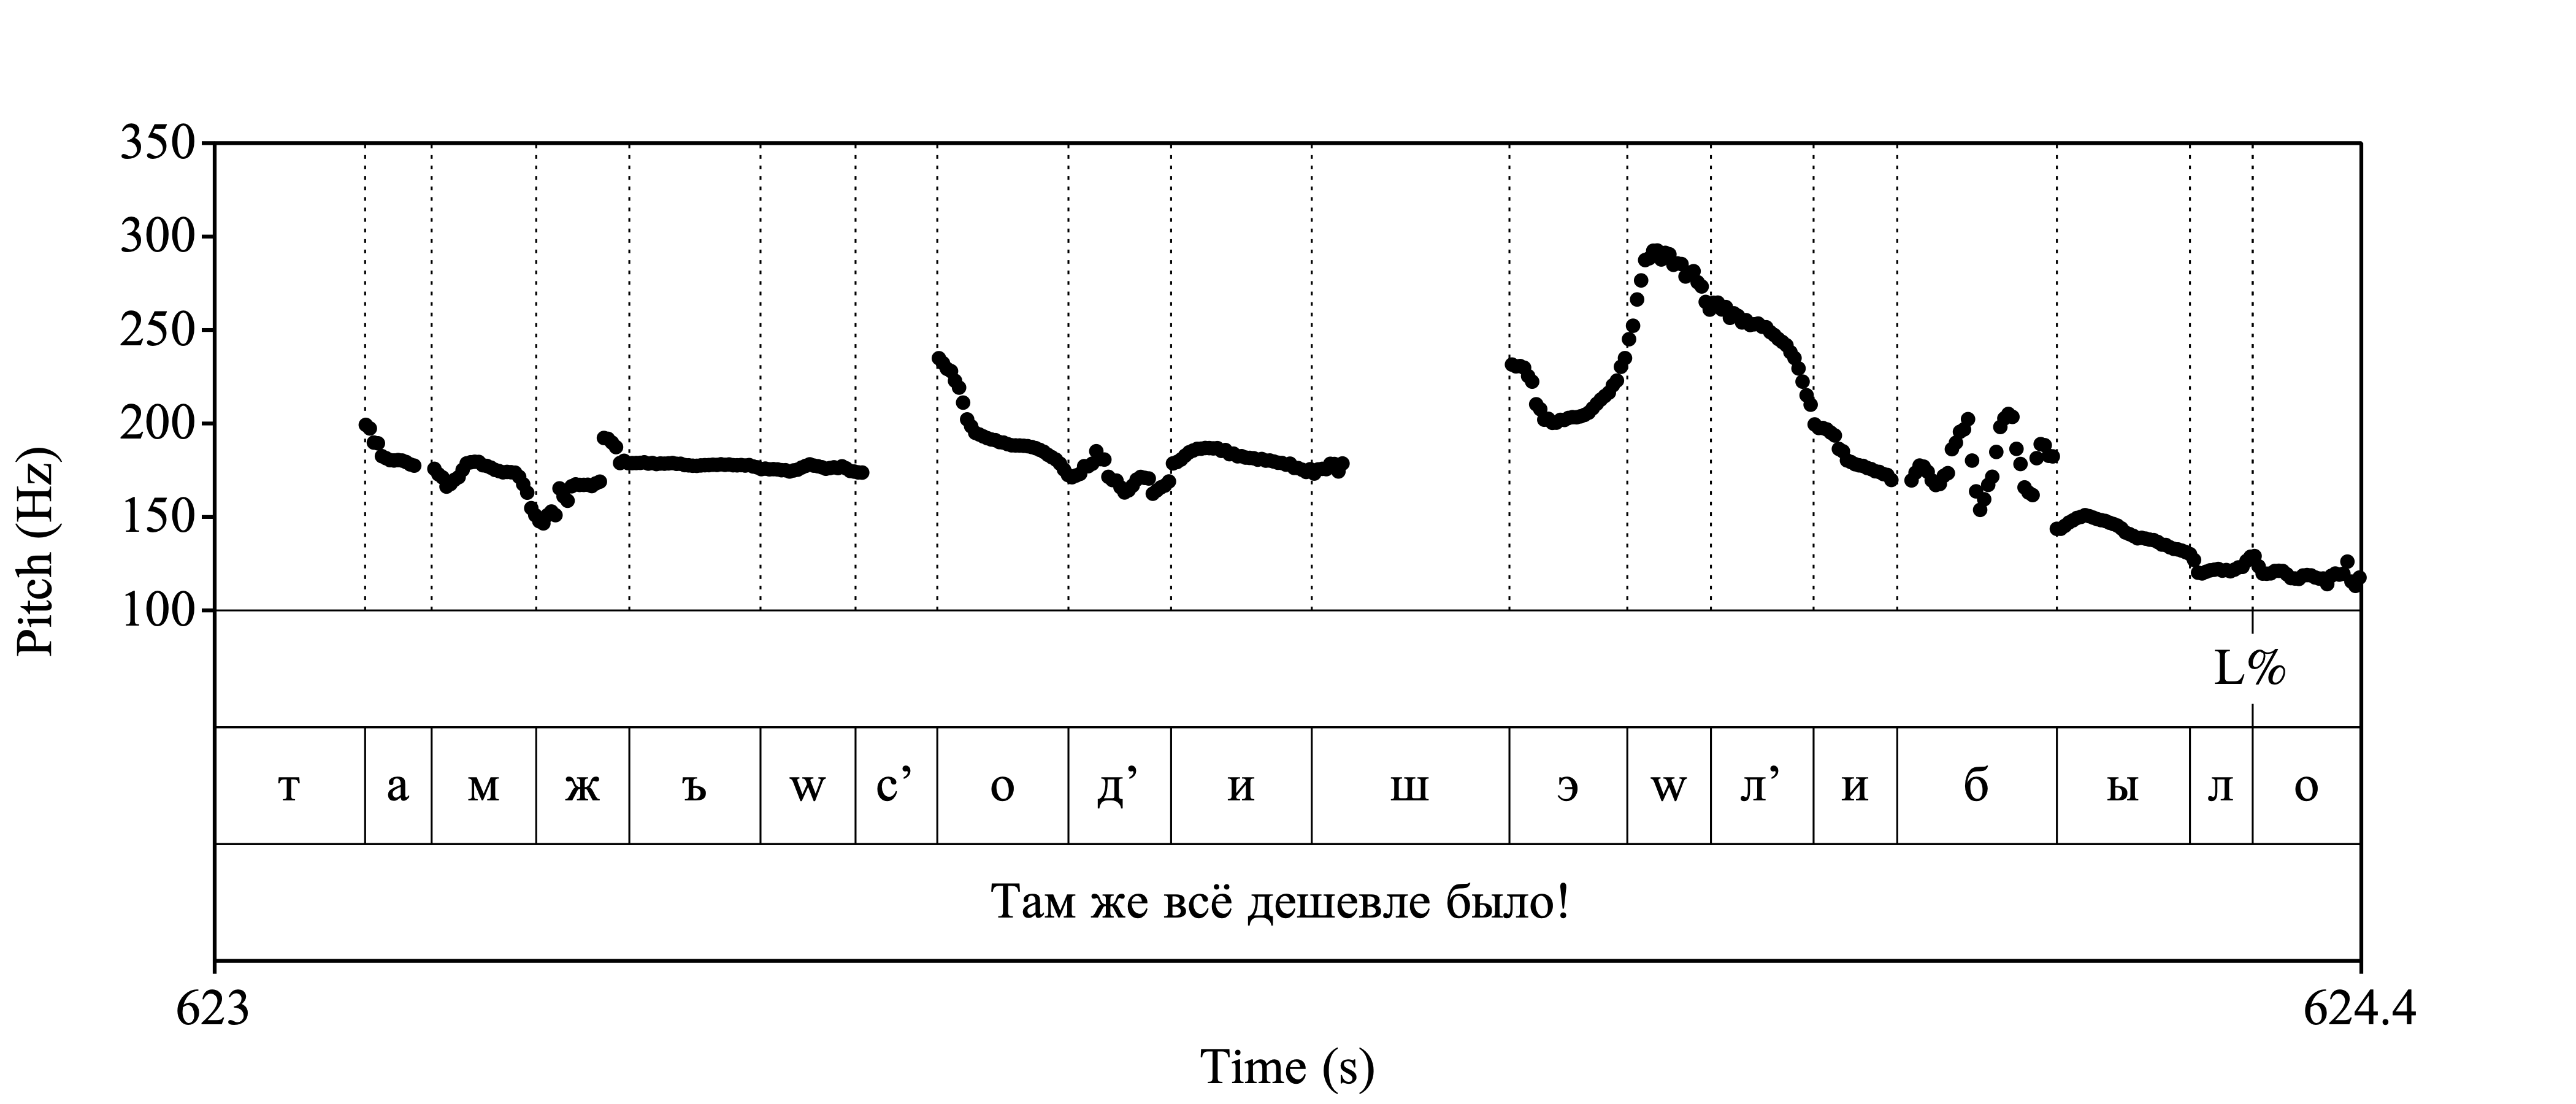 350
300
250
200
150
100
Pitch (Hz)
L%
т а м ж ъ w с’ о д’ и ш э w л’ и б ы л о
Там же всё дешевле было!
623 624.4
Time (s)